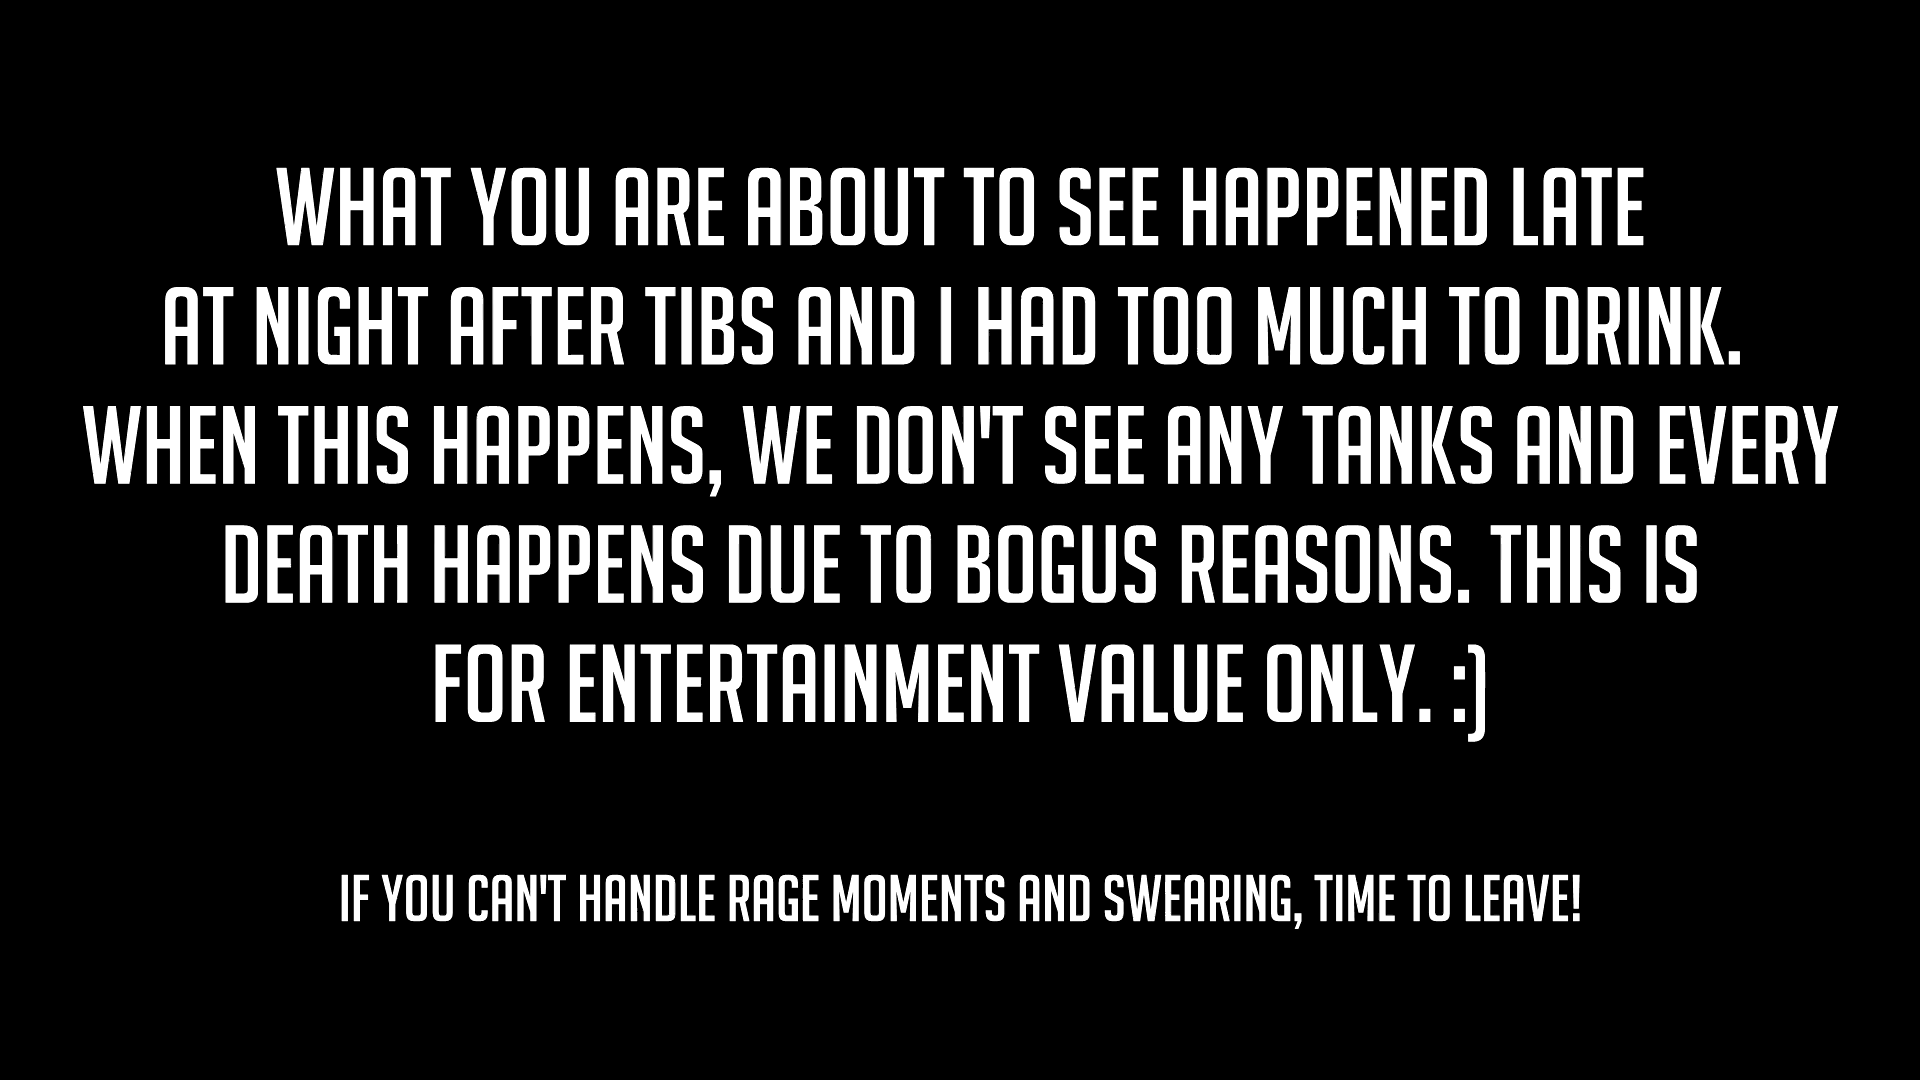 WHAT YOU ARE ABOUT TO SEE HAPPENED LATE
AT NIGHT AFTER TIBS AND I HAD TOO MUCH TO DRINK.
WHEN THIS HAPPENS, WE DON'T SEE ANY TANKS AND EVERY
DEATH HAPPENS DUE TO BOGUS REASONS. THIS IS
FOR ENTERTAINMENT VALUE ONLY. :)
IF YOU CAN'T HANDLE RAGE MOMENTS AND SWEARING, TIME TO LEAVE!